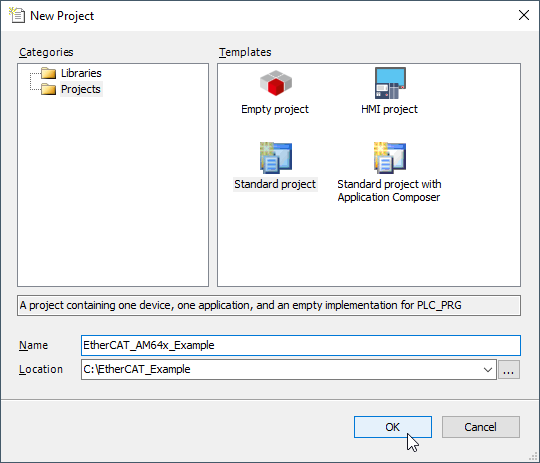 New Project
Categories
Templates
Libraries
Projects
Empty project
HMI project
Standard project
Standard project with
Application Composer
A project containing one device, one application, and an empty implementation for PLC_PRG
Name
EtherCAT_AM64x_Example
Location
C:\EtherCAT_Example
...
OK
Cancel